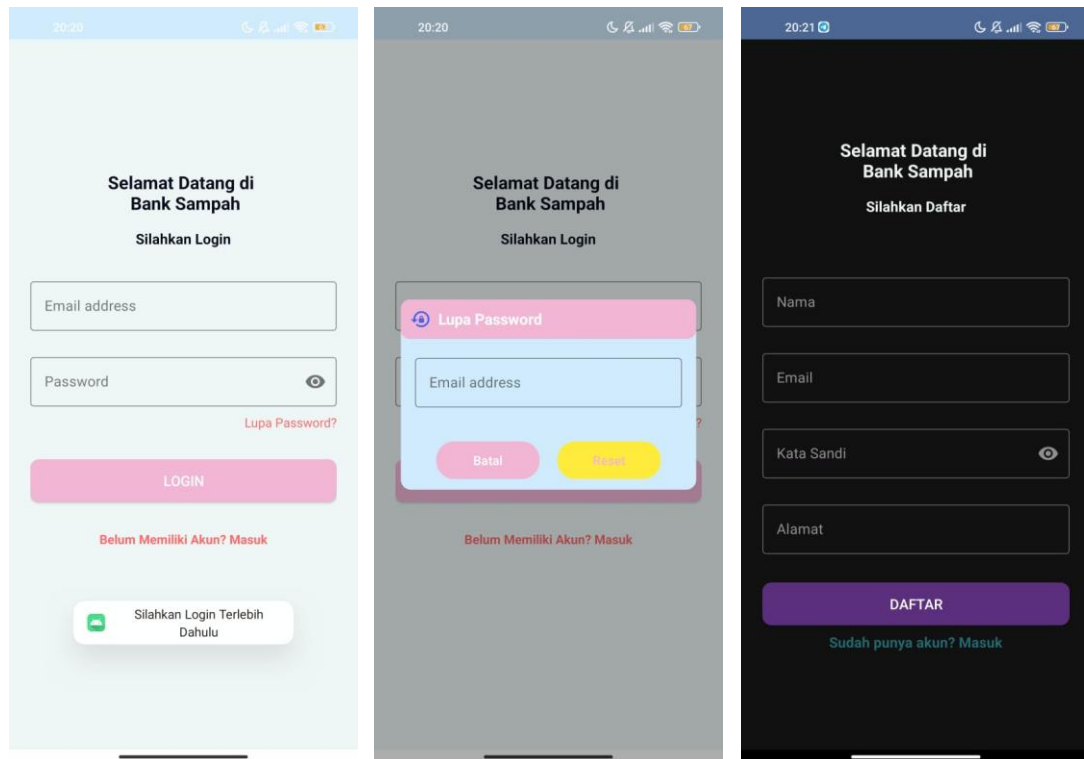 20:20
Selamat Datang di
Bank Sampah
Silahkan Login
Email address
Password
Lupa Password?
LOGIN
Belum Memiliki Akun? Masuk
Silahkan Login Terlebih
Dahulu
20:20
67
Selamat Datang di
Bank Sampah
Silahkan Login
Lupa Password
Email address
?
Batal
Reset
Belum Memiliki Akun? Masuk
20:21
67
Selamat Datang di
Bank Sampah
Silahkan Daftar
Nama
Email
Kata Sandi
Alamat
DAFTAR
Sudah punya akun? Masuk